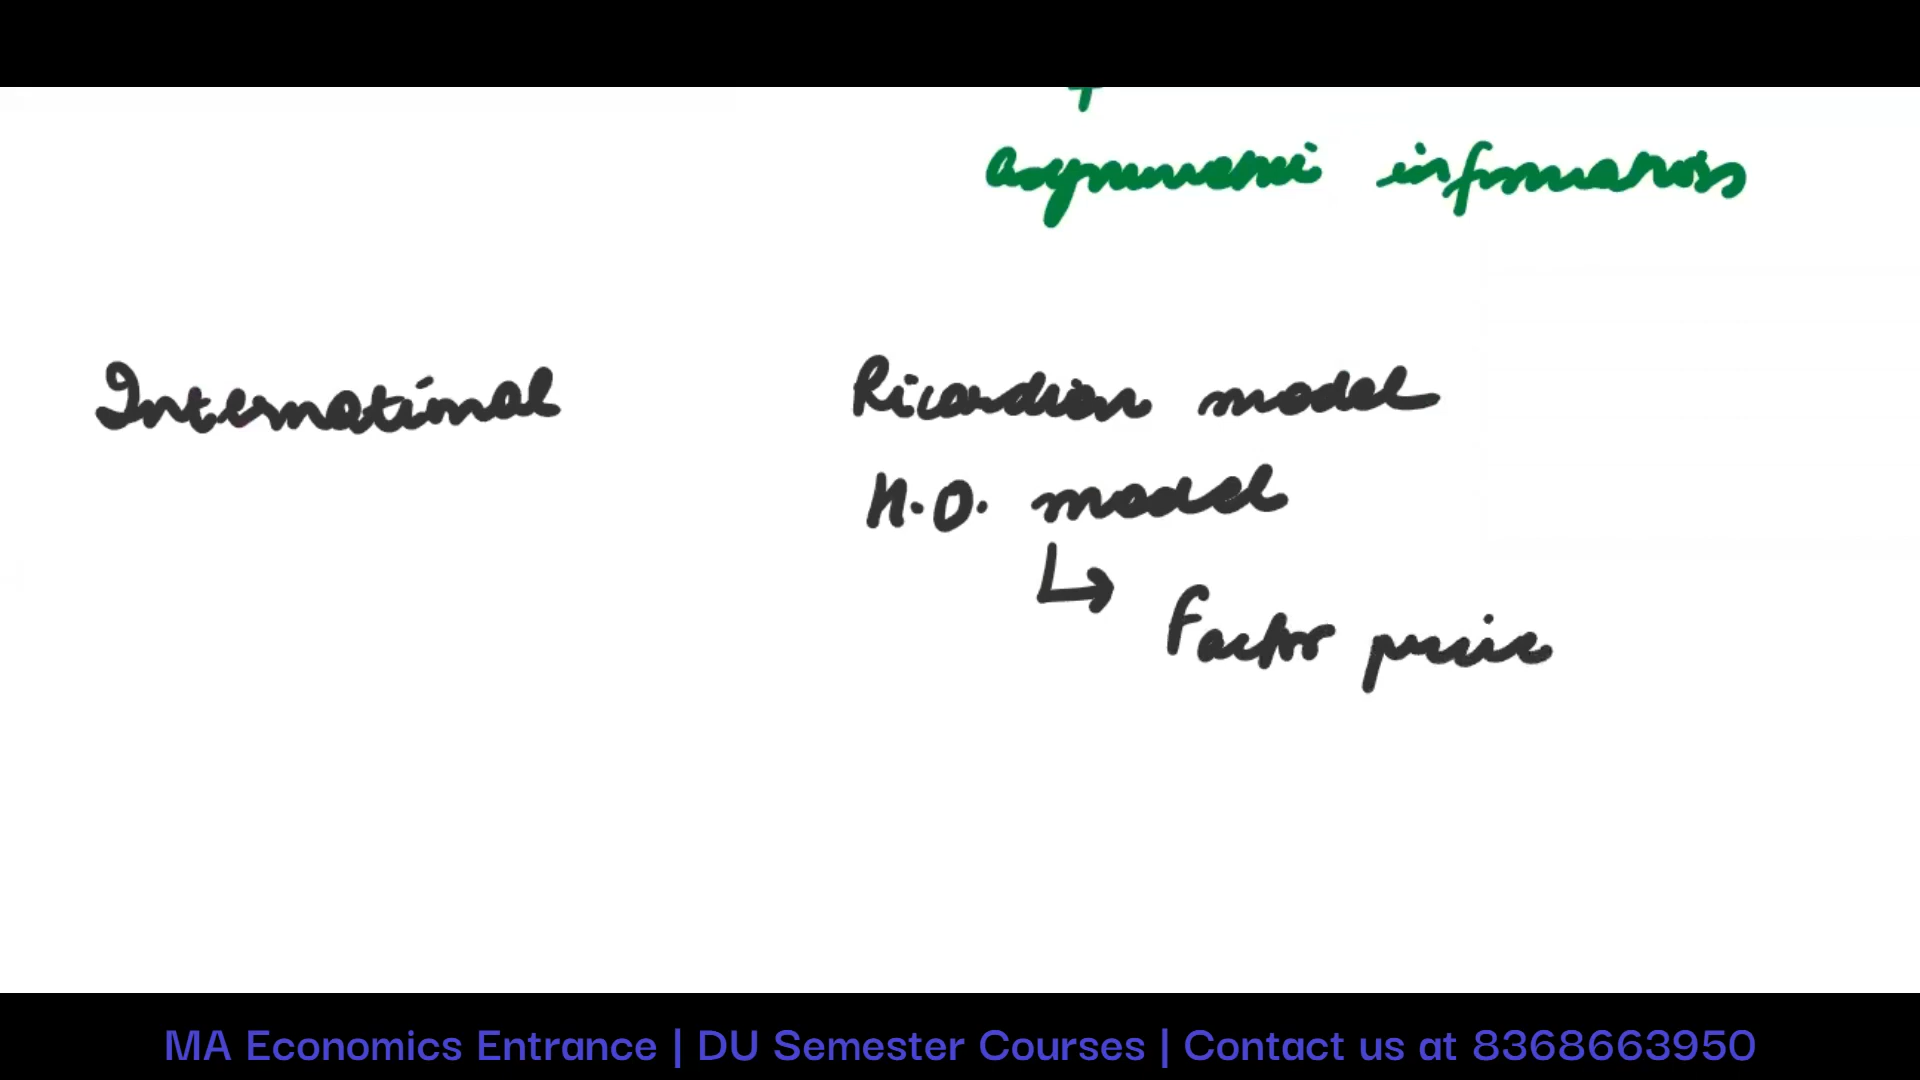 asymmetric information
International
Ricardian model
H.O. model
Factor price
MA Economics Entrance | DU Semester Courses | Contact us at 8368663950